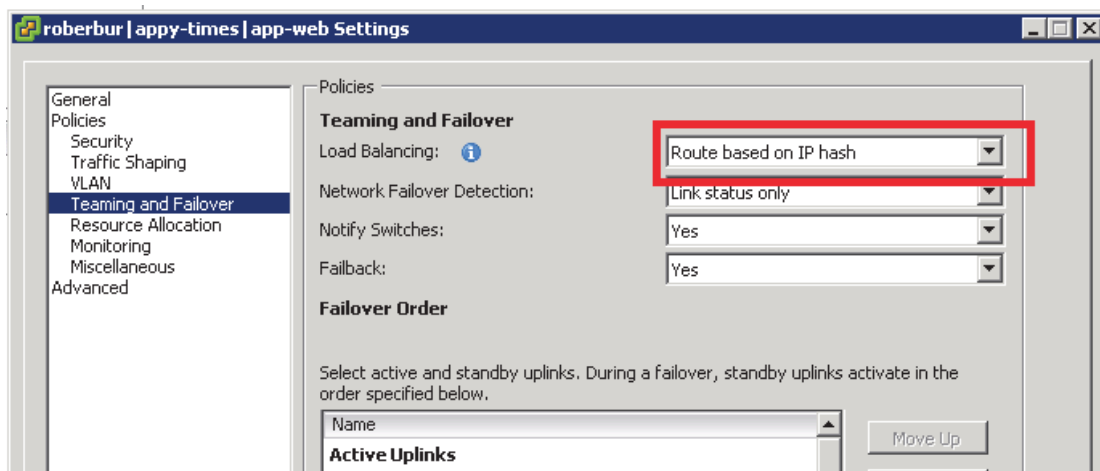 roberbur|appy-times|app-web Settings
General
Policies
Security
Traffic Shaping
VLAN
Teaming and Failover
Resource Allocation
Monitoring
Miscellaneous
Advanced
Policies
Teaming and Failover
Load Balancing: Route based on IP hash
Network Failover Detection: Link status only
Notify Switches: Yes
Failback: Yes
Failover Order
Select active and standby uplinks. During a failover, standby uplinks activate in the
order specified below.
Name
Move Up
Active Uplinks